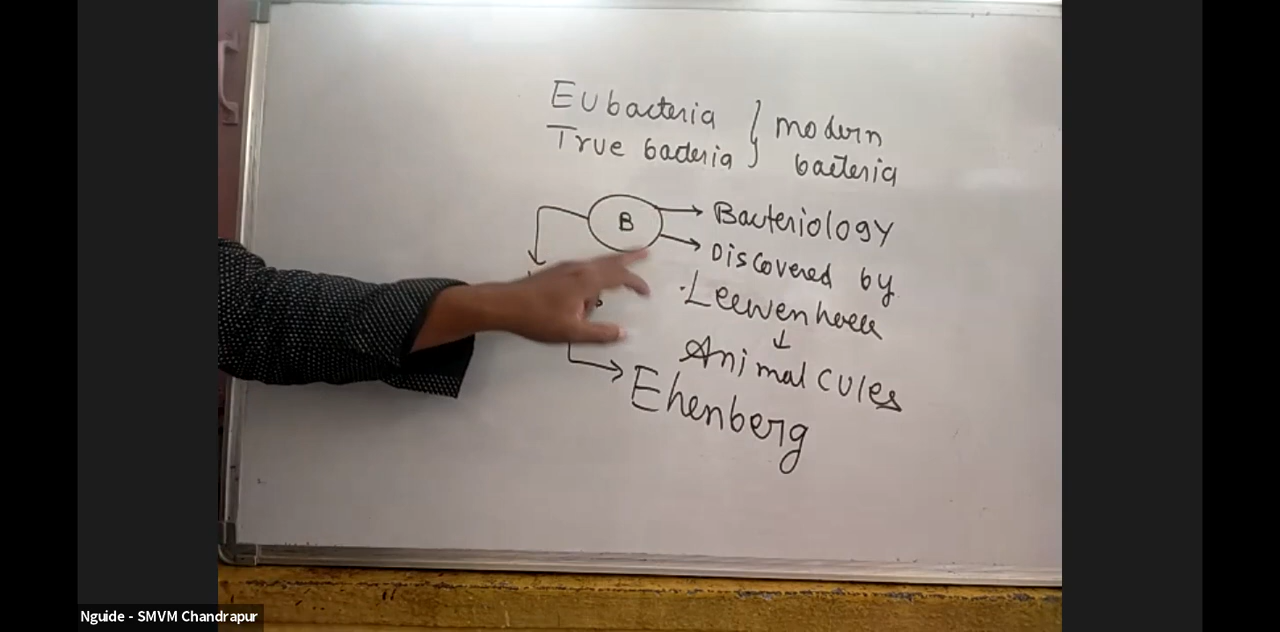 Eubacteria } modern
True bacteria bacteria
B → Bacteriology
→ Discovered by
Leewenhoek
↓
Animalcules
→ Ehenberg
Nguide - SMVM Chandrapur